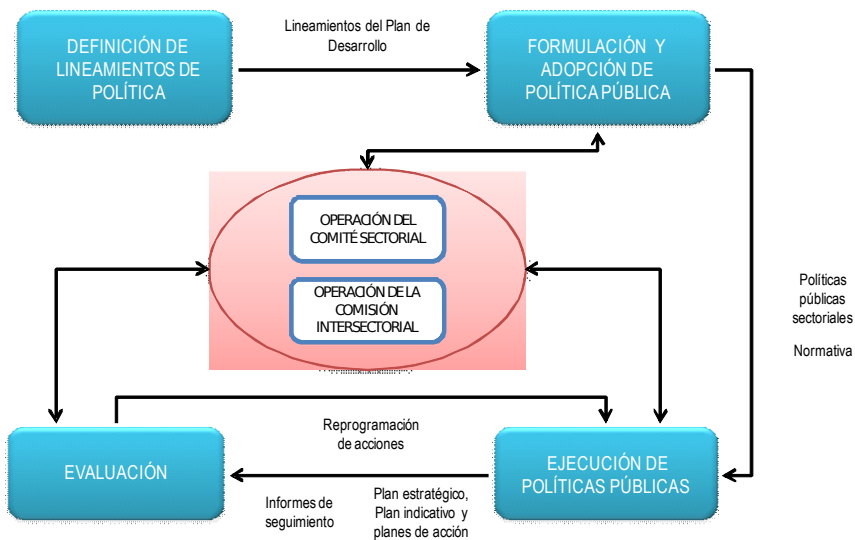 Lineamientos del Plan de
Desarrollo
DEFINICIÓN DE
LINEAMIENTOS DE
POLÍTICA
FORMULACIÓN Y
ADOPCIÓN DE
POLÍTICA PÚBLICA
OPERACIÓN DEL
COMITÉ SECTORIAL
OPERACIÓN DE LA
COMISIÓN
INTERSECTORIAL
Políticas
públicas
sectoriales
Normativa
Reprogramación
de acciones
EVALUACIÓN
EJECUCIÓN DE
POLÍTICAS PÚBLICAS
Informes de
seguimiento
Plan estratégico,
Plan indicativo y
planes de acción